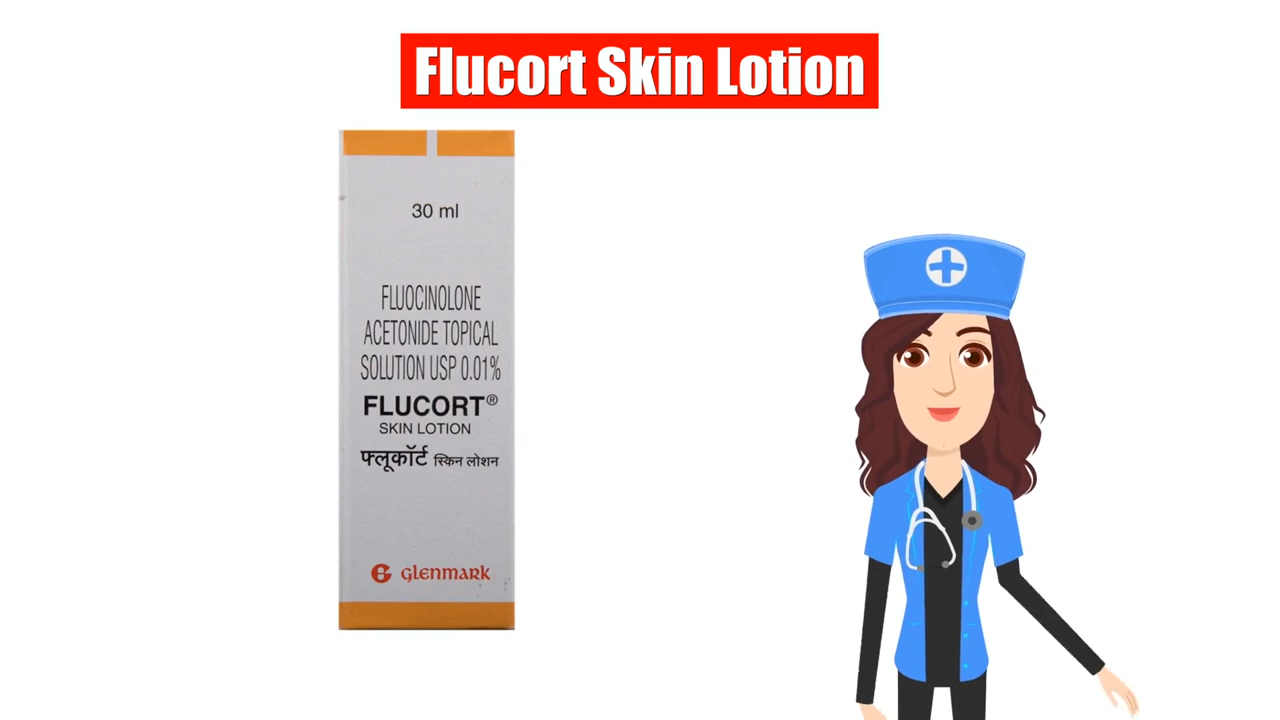 Flucort Skin Lotion
30 ml
FLUOCINOLONE
ACETONIDE TOPICAL
SOLUTION USP 0.01%
FLUCORT®
SKIN LOTION
फ्लूकॉर्ट स्किन लोशन
GLENMARK